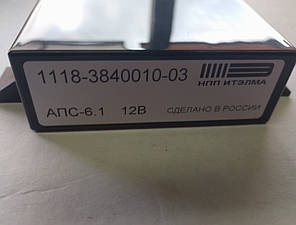 1118-3840010-03
НПП ИТЭЛМА
АПС-6.1 12В
СДЕЛАНО В РОССИИ